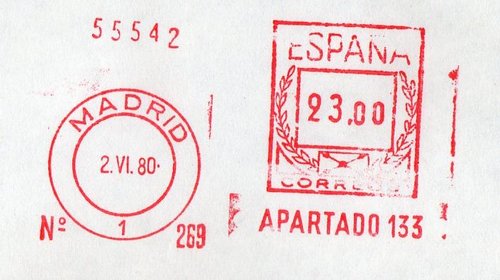 55542
MADRID
2.VI.80·
Nº 1 269
ESPAÑA
23,00
CORREOS
APARTADO 133